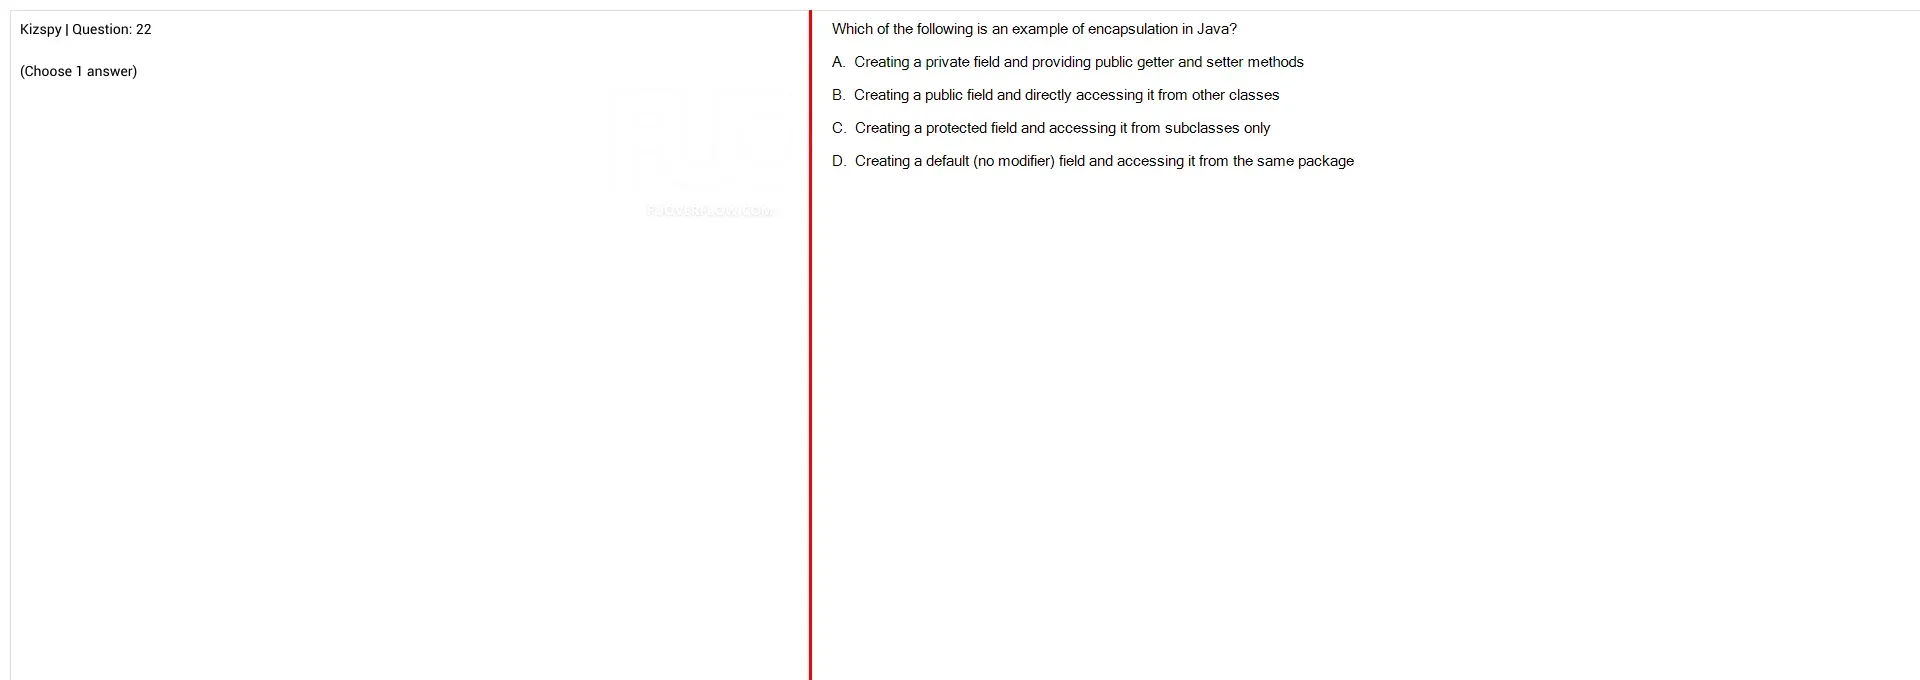 Kizspy | Question: 22
(Choose 1 answer)
FUOVERFLOW.COM
Which of the following is an example of encapsulation in Java?
A. Creating a private field and providing public getter and setter methods
B. Creating a public field and directly accessing it from other classes
C. Creating a protected field and accessing it from subclasses only
D. Creating a default (no modifier) field and accessing it from the same package